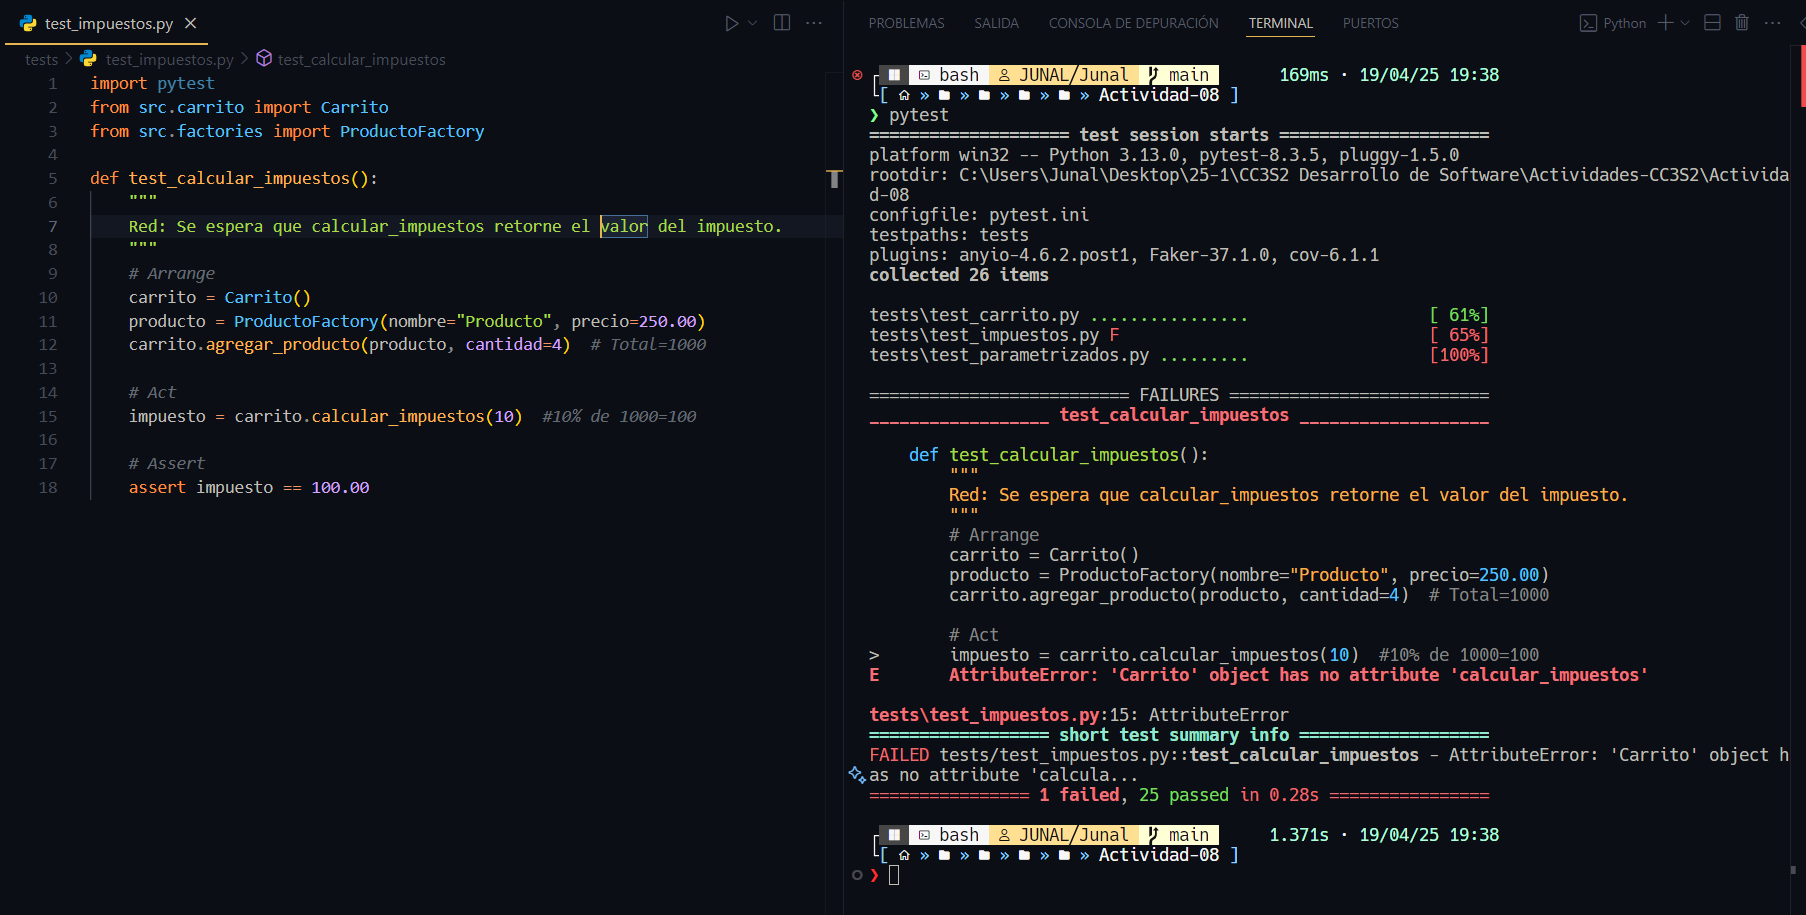 test_impuestos.py
tests > test_impuestos.py > test_calcular_impuestos
1 import pytest
2 from src.carrito import Carrito
3 from src.factories import ProductoFactory
4
5 def test_calcular_impuestos():
6 """
7 Red: Se espera que calcular_impuestos retorne el valor del impuesto.
8 """
9 # Arrange
10 carrito = Carrito()
11 producto = ProductoFactory(nombre="Producto", precio=250.00)
12 carrito.agregar_producto(producto, cantidad=4)  # Total=1000
13
14 # Act
15 impuesto = carrito.calcular_impuestos(10)  #10% de 1000=100
16
17 # Assert
18 assert impuesto == 100.00
PROBLEMAS SALIDA CONSOLA DE DEPURACIÓN TERMINAL PUERTOS Python
bash JUNAL/Junal main 169ms · 19/04/25 19:38
[ » » » » » Actividad-08 ]
❯ pytest
==================== test session starts =====================
platform win32 -- Python 3.13.0, pytest-8.3.5, pluggy-1.5.0
rootdir: C:\Users\Junal\Desktop\25-1\CC3S2 Desarrollo de Software\Actividades-CC3S2\Activida
d-08
configfile: pytest.ini
testpaths: tests
plugins: anyio-4.6.2.post1, Faker-37.1.0, cov-6.1.1
collected 26 items
tests\test_carrito.py ................ [ 61%]
tests\test_impuestos.py F [ 65%]
tests\test_parametrizados.py ......... [100%]
========================== FAILURES ==========================
__________________ test_calcular_impuestos ___________________
def test_calcular_impuestos():
"""
Red: Se espera que calcular_impuestos retorne el valor del impuesto.
"""
# Arrange
carrito = Carrito()
producto = ProductoFactory(nombre="Producto", precio=250.00)
carrito.agregar_producto(producto, cantidad=4)  # Total=1000
# Act
> impuesto = carrito.calcular_impuestos(10)  #10% de 1000=100
E AttributeError: 'Carrito' object has no attribute 'calcular_impuestos'
tests\test_impuestos.py:15: AttributeError
================== short test summary info ===================
FAILED tests/test_impuestos.py::test_calcular_impuestos - AttributeError: 'Carrito' object h
as no attribute 'calcula...
================ 1 failed, 25 passed in 0.28s ================
bash JUNAL/Junal main 1.371s · 19/04/25 19:38
[ » » » » » Actividad-08 ]
❯